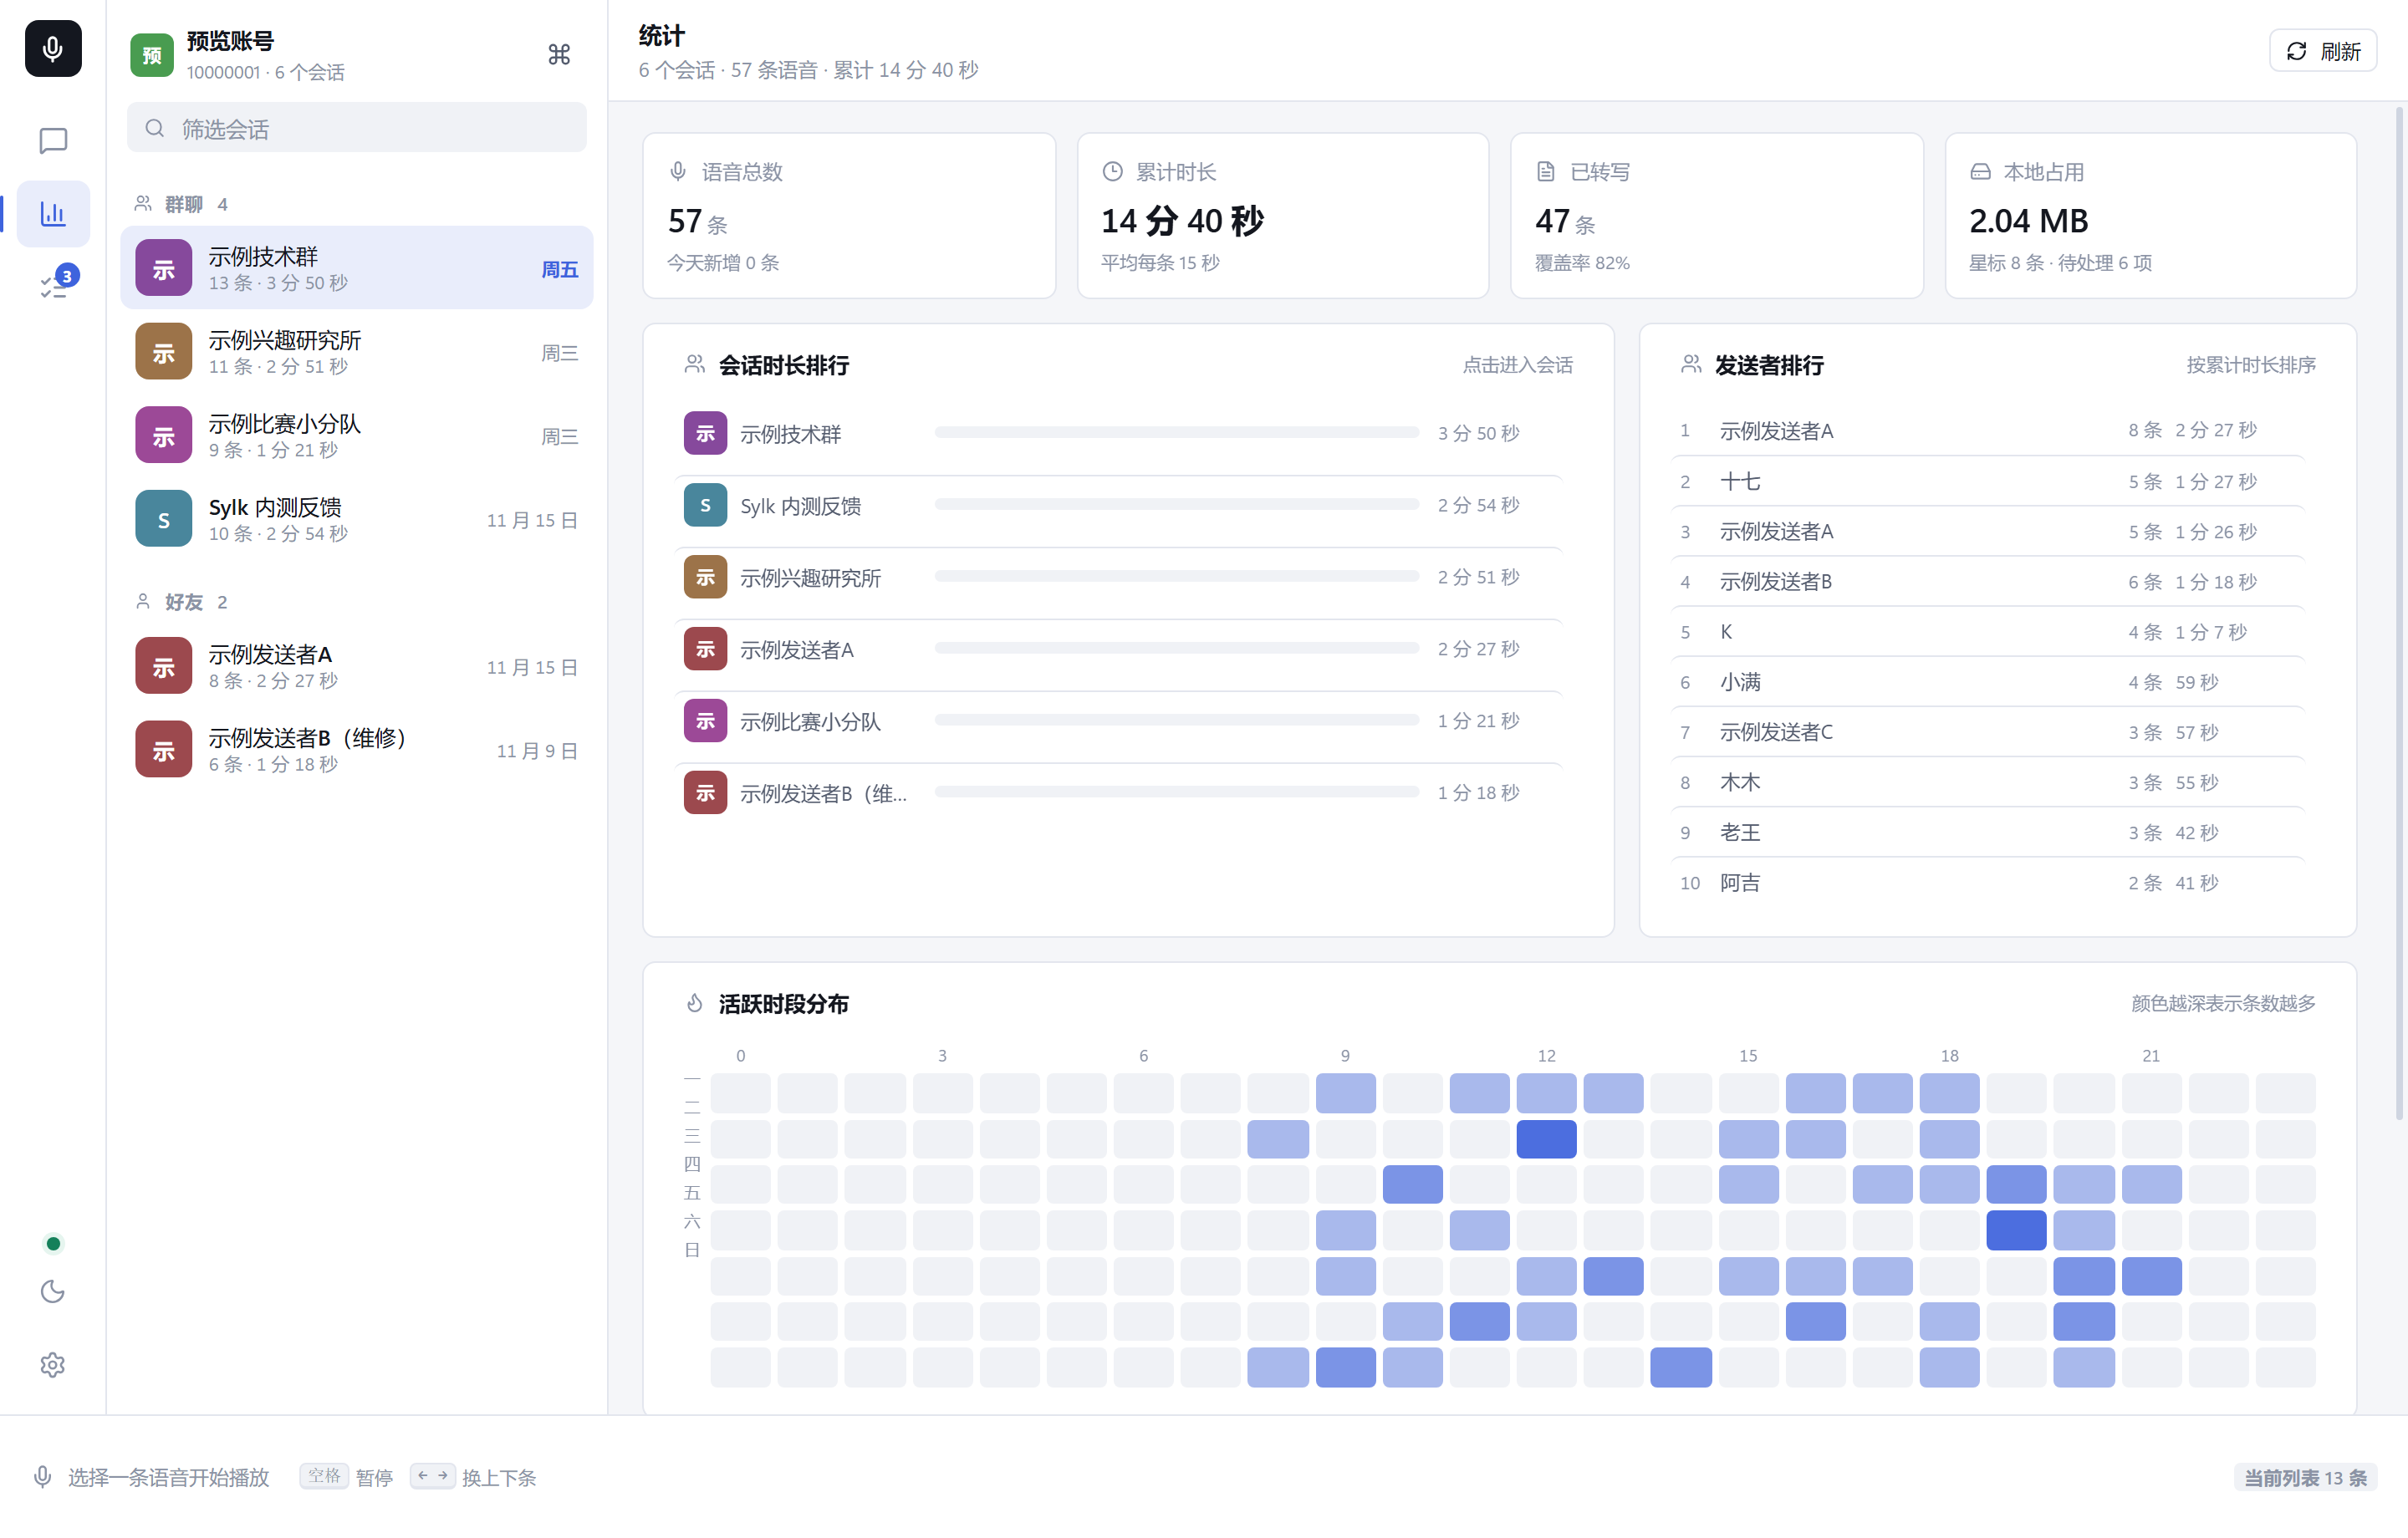 预 预览账号
10000001 · 6 个会话
筛选会话
群聊 4
示 示例技术群 周五
13 条 · 3 分 50 秒
示 示例兴趣研究所 周三
11 条 · 2 分 51 秒
示 示例比赛小分队 周三
9 条 · 1 分 21 秒
S Sylk 内测反馈 11 月 15 日
10 条 · 2 分 54 秒
好友 2
示 示例发送者A 11 月 15 日
8 条 · 2 分 27 秒
示 示例发送者B（维修） 11 月 9 日
6 条 · 1 分 18 秒
3
统计
6 个会话 · 57 条语音 · 累计 14 分 40 秒
刷新
语音总数
57 条
今天新增 0 条
累计时长
14 分 40 秒
平均每条 15 秒
已转写
47 条
覆盖率 82%
本地占用
2.04 MB
星标 8 条 · 待处理 6 项
会话时长排行 点击进入会话
示 示例技术群 3 分 50 秒
S Sylk 内测反馈 2 分 54 秒
示 示例兴趣研究所 2 分 51 秒
示 示例发送者A 2 分 27 秒
示 示例比赛小分队 1 分 21 秒
示 示例发送者B（维... 1 分 18 秒
发送者排行 按累计时长排序
1 示例发送者A 8 条 2 分 27 秒
2 十七 5 条 1 分 27 秒
3 示例发送者A 5 条 1 分 26 秒
4 示例发送者B 6 条 1 分 18 秒
5 K 4 条 1 分 7 秒
6 小满 4 条 59 秒
7 示例发送者C 3 条 57 秒
8 木木 3 条 55 秒
9 老王 3 条 42 秒
10 阿吉 2 条 41 秒
活跃时段分布 颜色越深表示条数越多
0 3 6 9 12 15 18 21
一
二
三
四
五
六
日
选择一条语音开始播放 空格 暂停 ← → 换上下条 当前列表 13 条